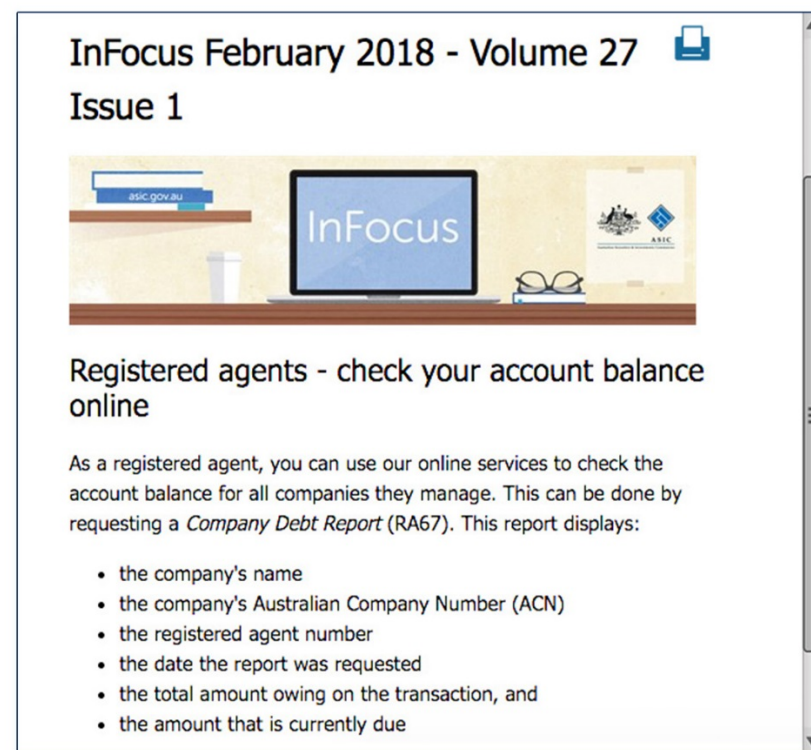 InFocus February 2018 - Volume 27
Issue 1
asic.gov.au
InFocus
ASIC
Registered agents - check your account balance
online
As a registered agent, you can use our online services to check the
account balance for all companies they manage. This can be done by
requesting a Company Debt Report (RA67). This report displays:
• the company's name
• the company's Australian Company Number (ACN)
• the registered agent number
• the date the report was requested
• the total amount owing on the transaction, and
• the amount that is currently due